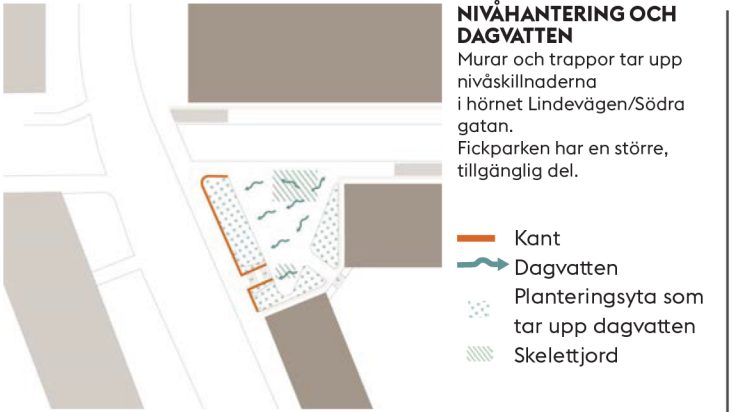 NIVÅHANTERING OCH
DAGVATTEN
Murar och trappor tar upp
nivåskillnaderna
i hörnet Lindevägen/Södra
gatan.
Fickparken har en större,
tillgänglig del.
Kant
Dagvatten
Planteringsyta som
tar upp dagvatten
Skelettjord